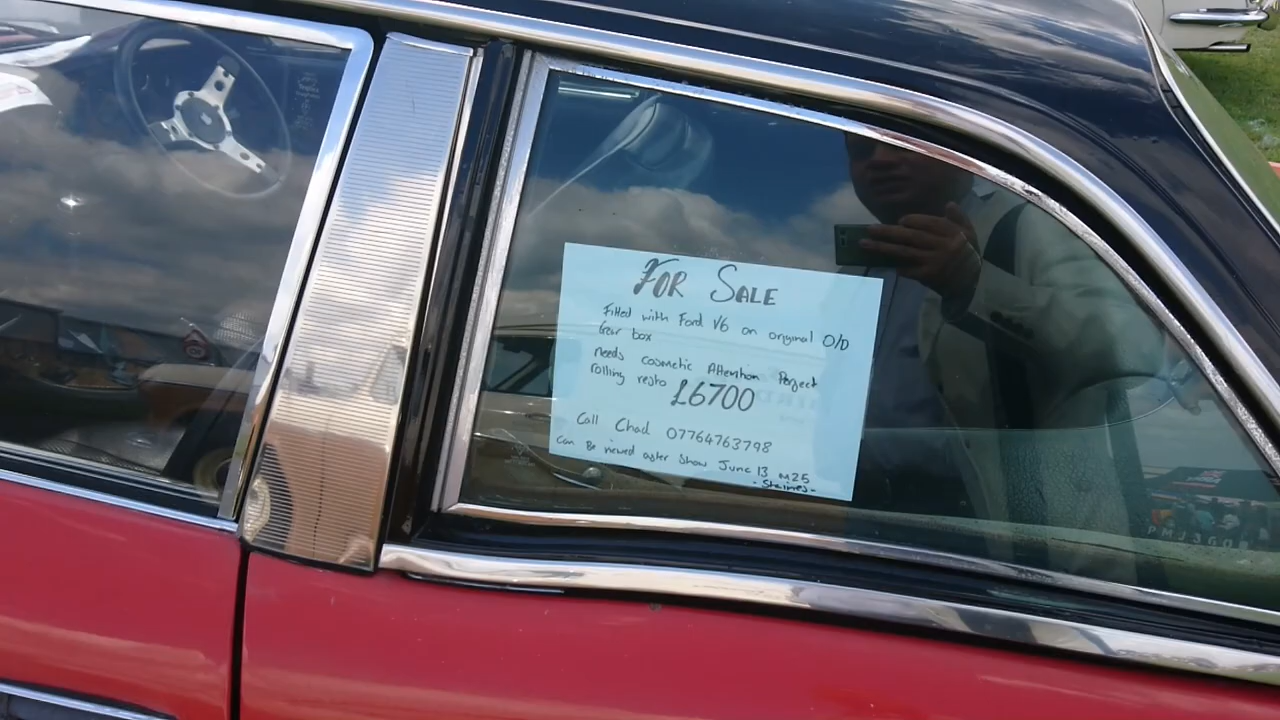 For Sale
Fitted with Ford V6 on original O/D
Gear box
needs cosmetic Attention Project
rolling resto £6700
Call Chad 07764763798
Can Be viewed after Show June 13 M25
- Staines -